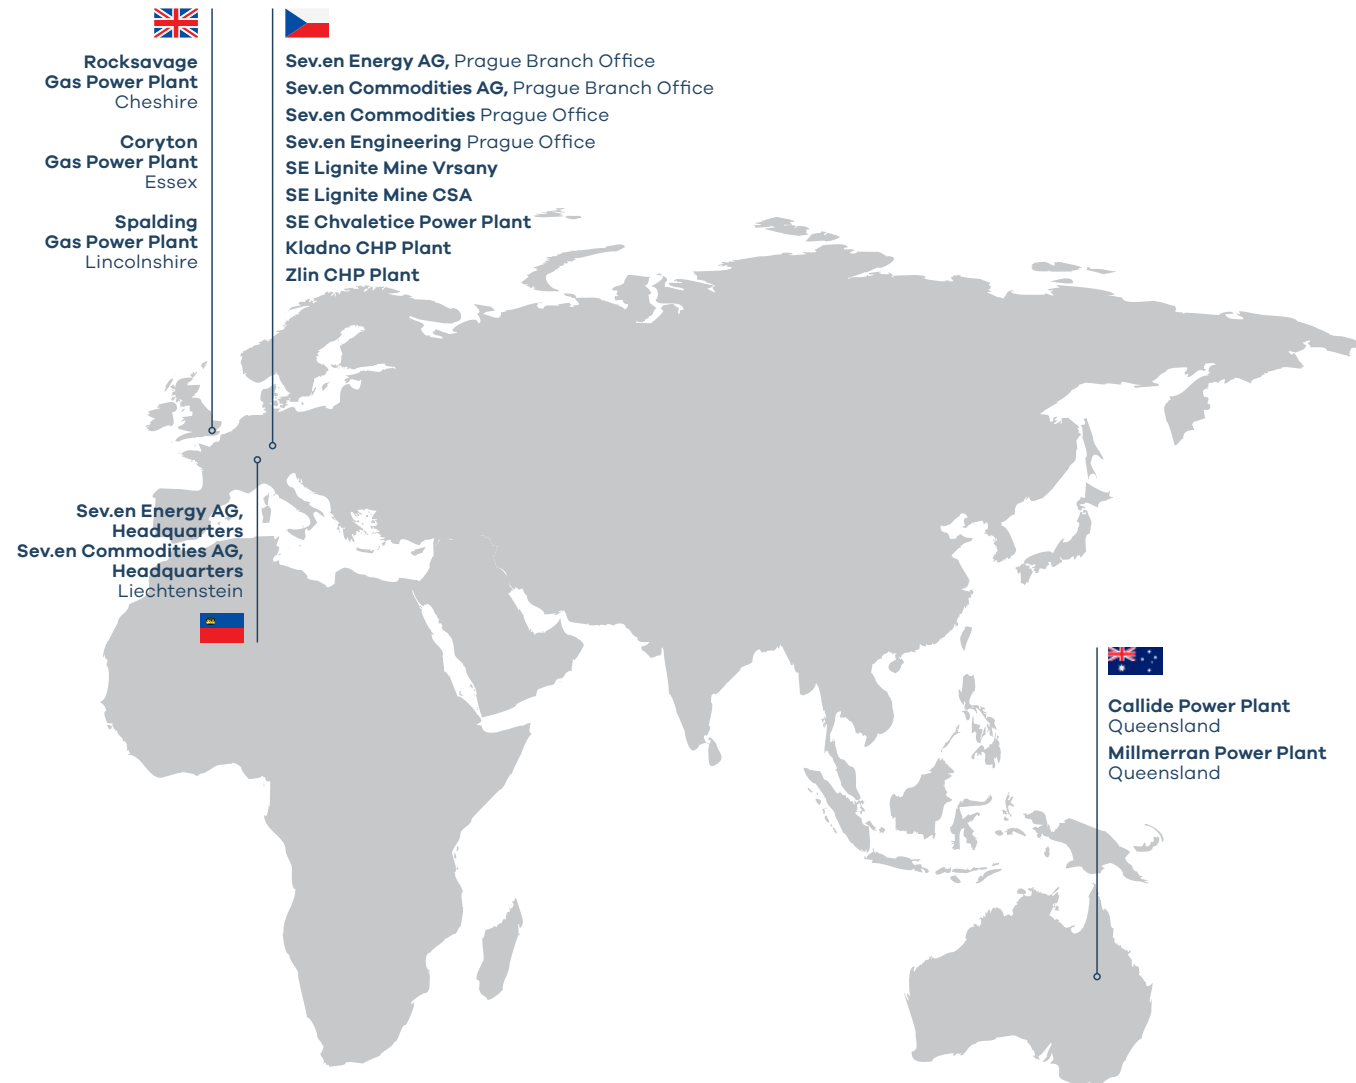 Rocksavage
Gas Power Plant
Cheshire
Coryton
Gas Power Plant
Essex
Spalding
Gas Power Plant
Lincolnshire
Sev.en Energy AG, Prague Branch Office
Sev.en Commodities AG, Prague Branch Office
Sev.en Commodities Prague Office
Sev.en Engineering Prague Office
SE Lignite Mine Vrsany
SE Lignite Mine CSA
SE Chvaletice Power Plant
Kladno CHP Plant
Zlin CHP Plant
Sev.en Energy AG,
Headquarters
Sev.en Commodities AG,
Headquarters
Liechtenstein
Callide Power Plant
Queensland
Millmerran Power Plant
Queensland